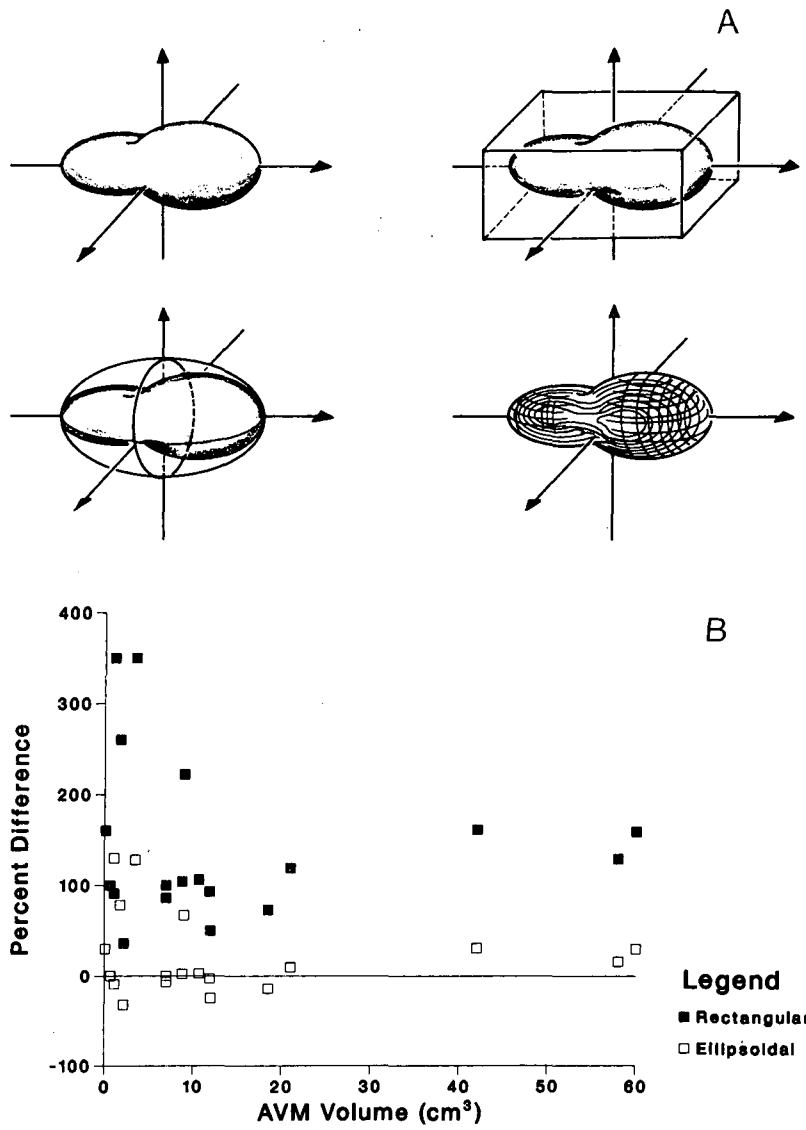 A
B
400
300
200
100
0
-100
Percent Difference
0 10 20 30 40 50 60
AVM Volume (cm³)
Legend
■ Rectangular
□ Ellipsoidal